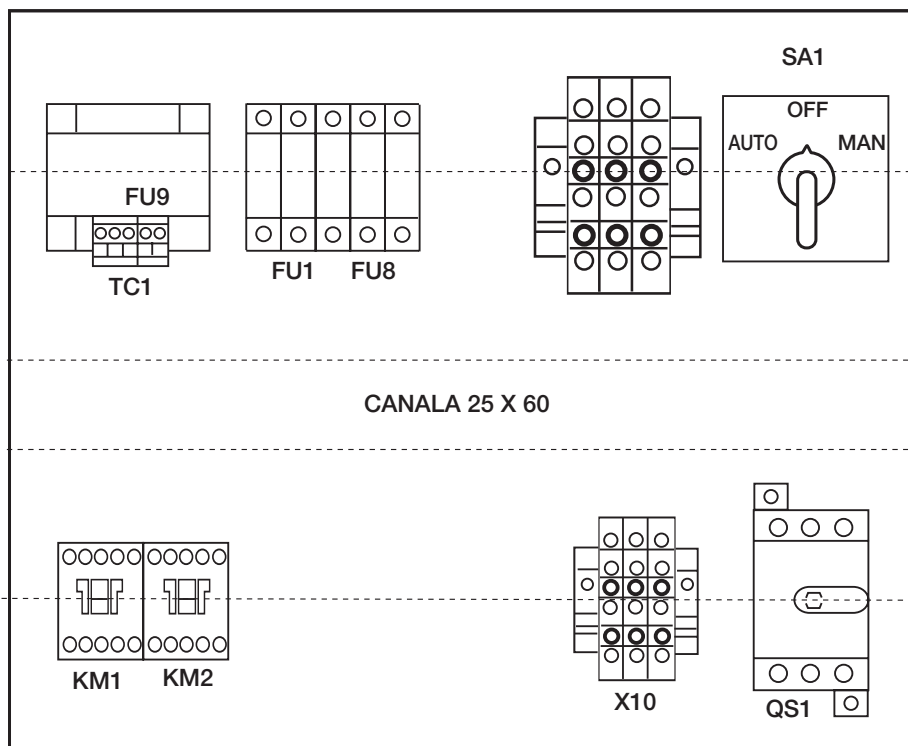 SA1
OFF
AUTO MAN
FU9
TC1
FU1 FU8
CANALA 25 X 60
KM1 KM2
X10
QS1